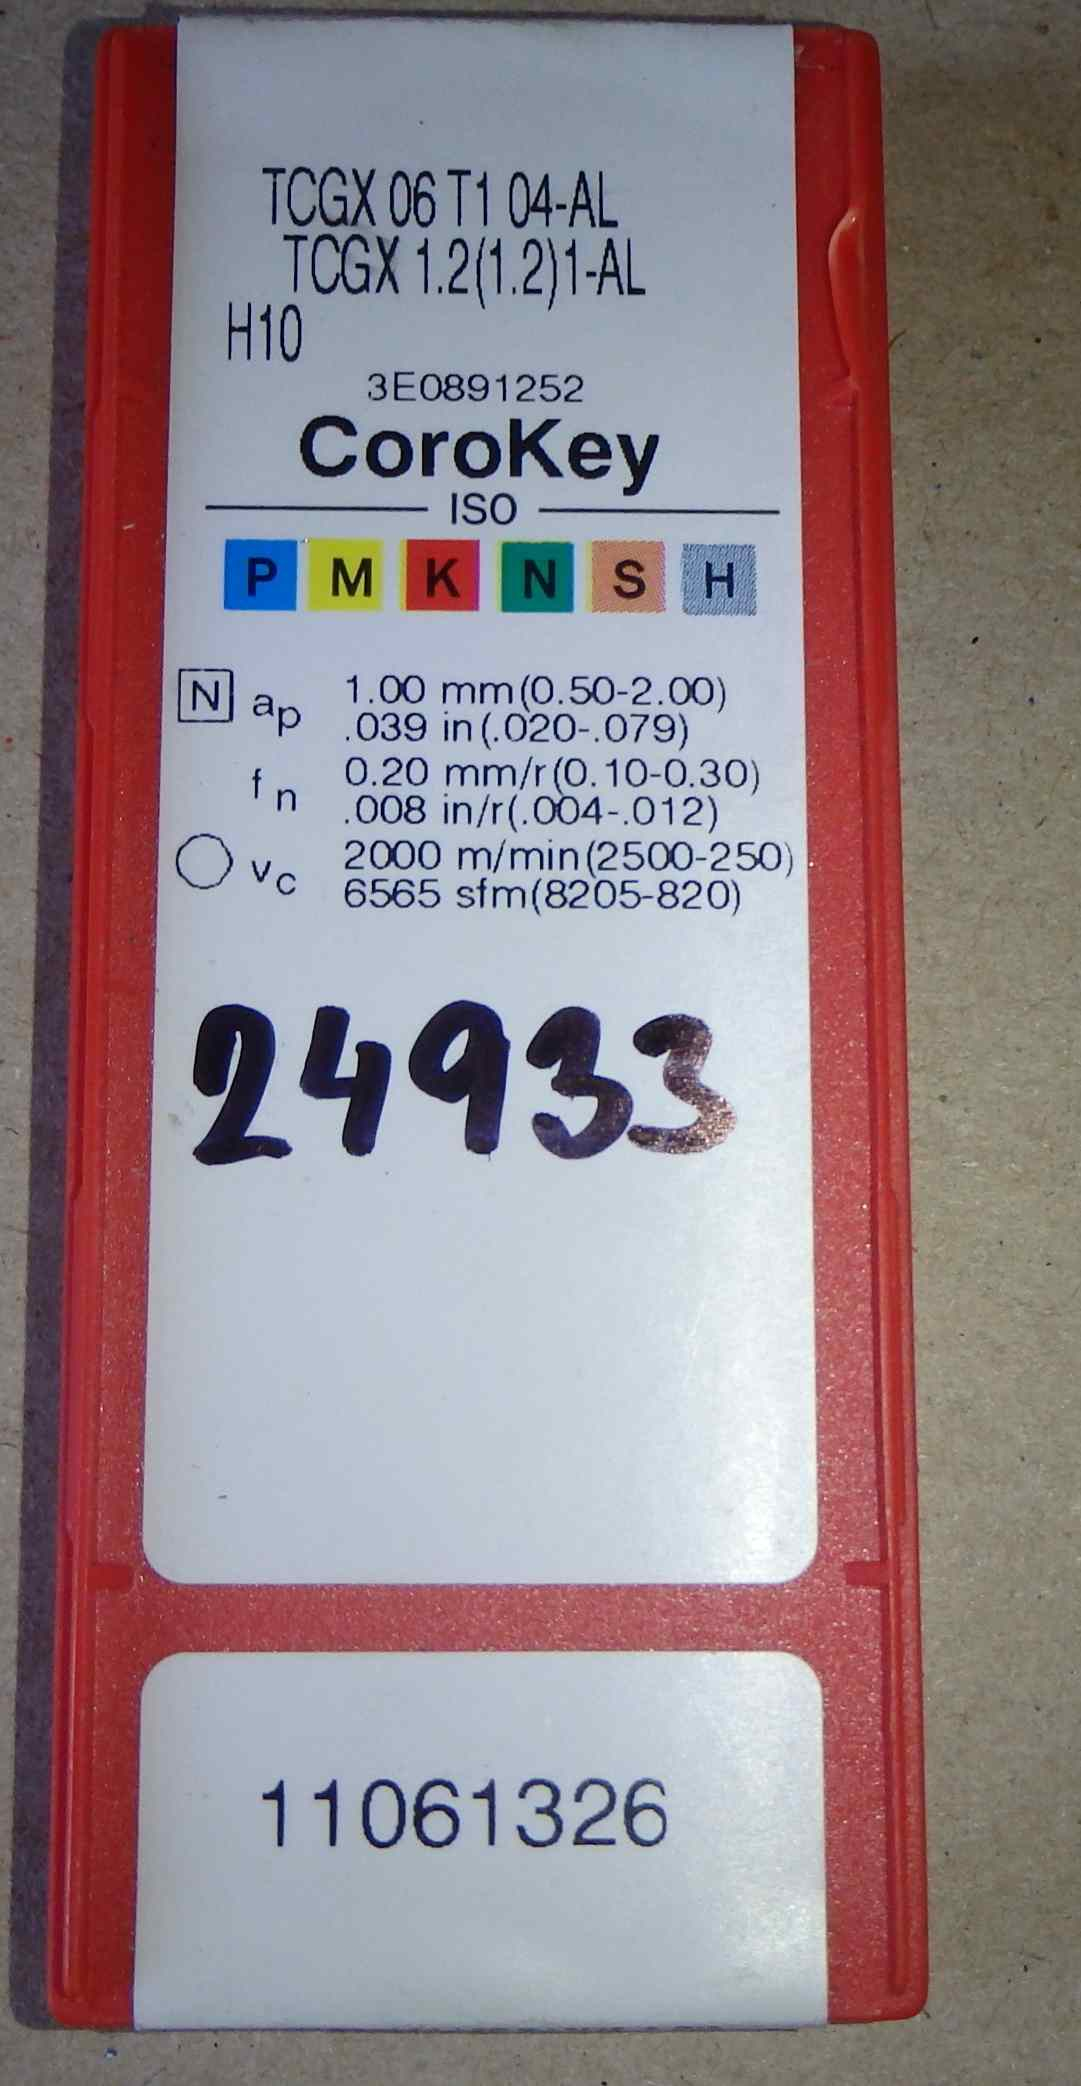 TCGX 06 T1 04-AL
TCGX 1.2(1.2)1-AL
H10
3E0891252
CoroKey
ISO
P M K N S H
N ap 1.00 mm(0.50-2.00)
.039 in(.020-.079)
fn 0.20 mm/r(0.10-0.30)
.008 in/r(.004-.012)
vc 2000 m/min(2500-250)
6565 sfm(8205-820)
24933
11061326